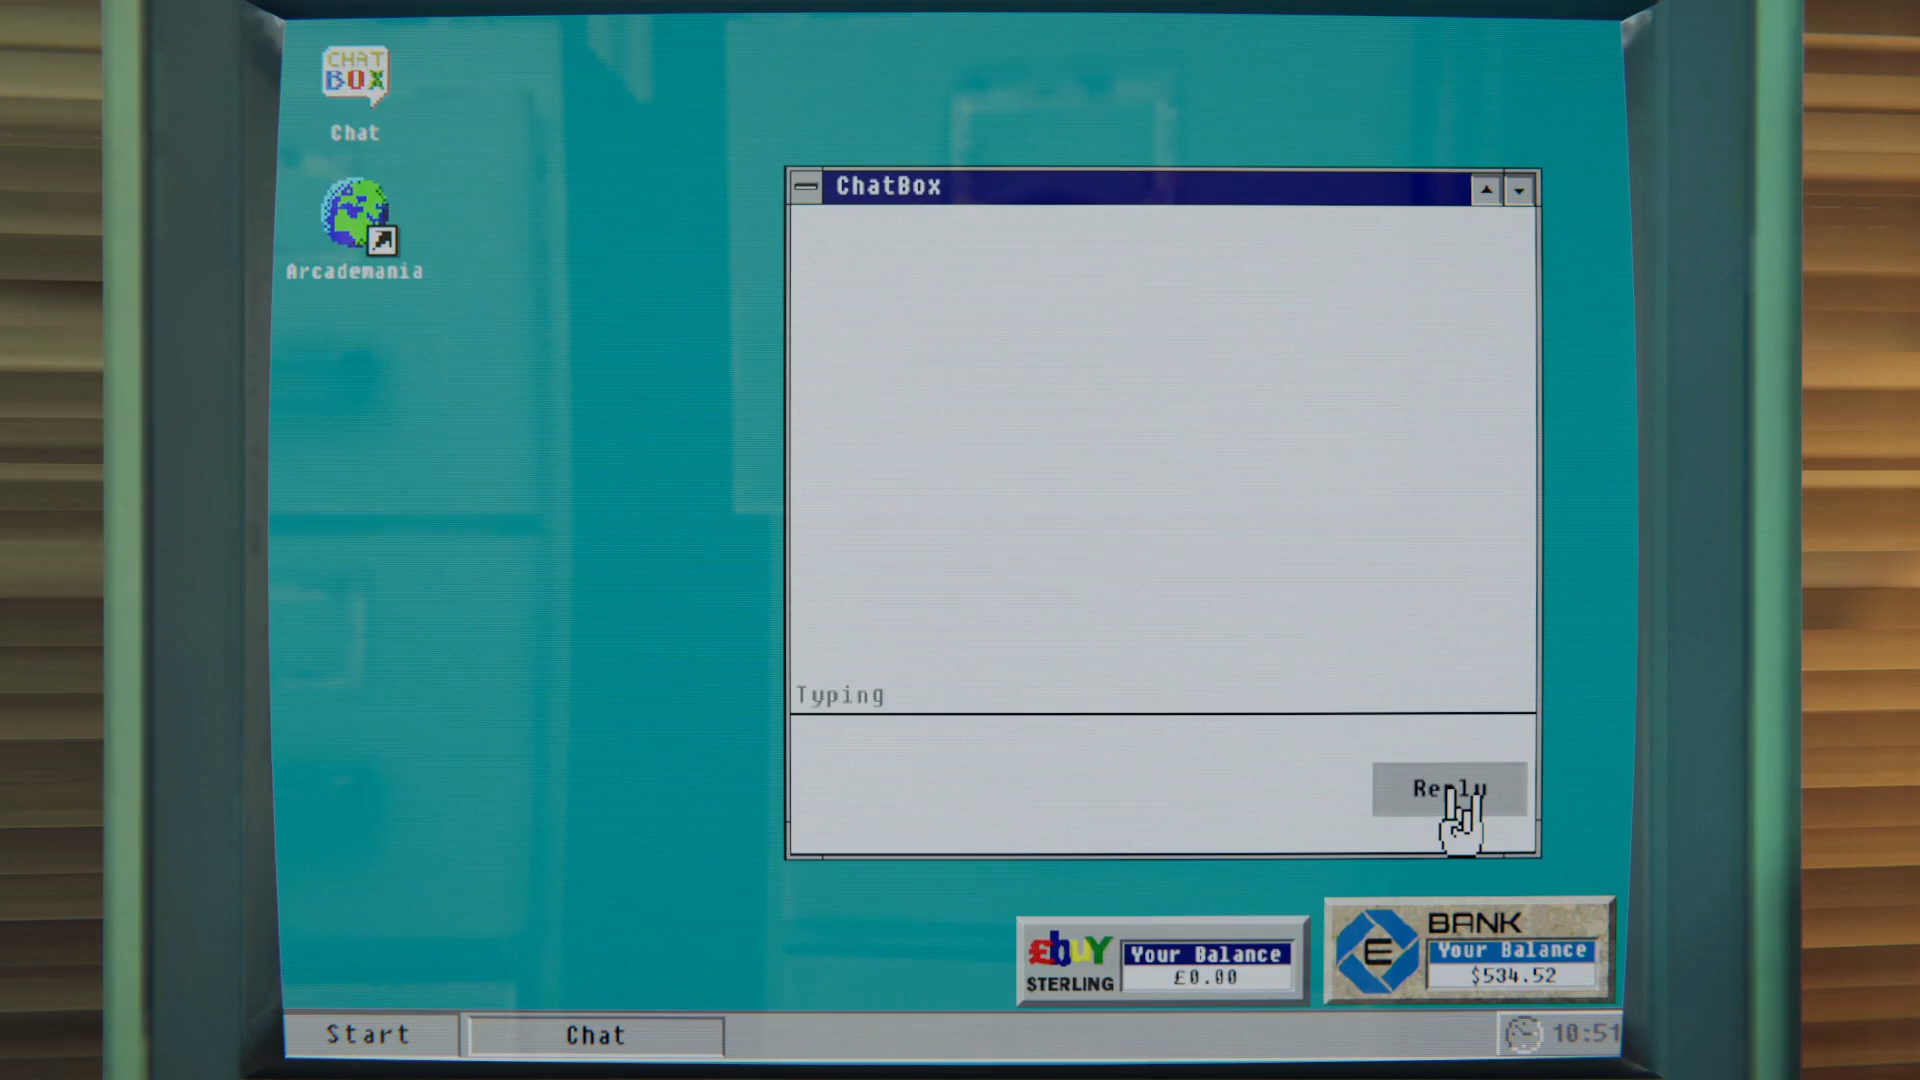 CHAT
BOX
Chat
Arcademania
ChatBox
Typing
Reply
£buy
STERLING
Your Balance
£0.00
E
BANK
Your Balance
$534.52
Start
Chat
10:51